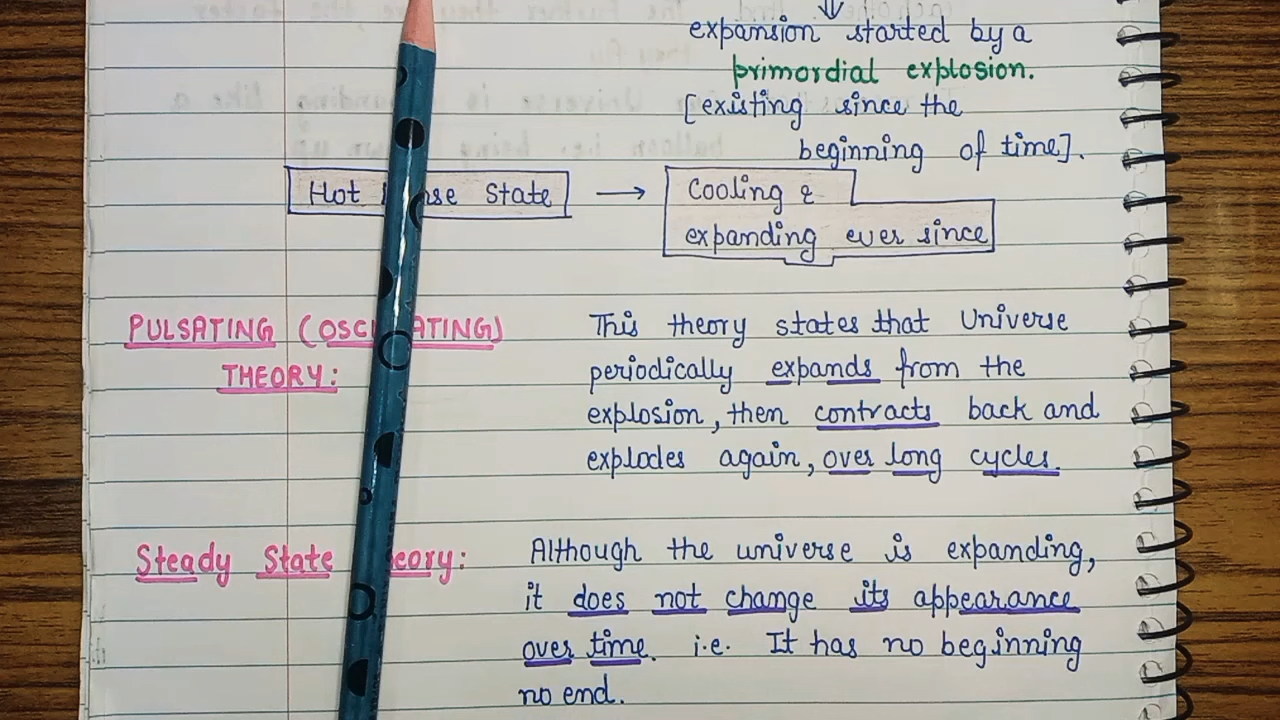 expansion started by a
primordial explosion.
[existing since the
beginning of time].
Hot State → Cooling &
expanding ever since
PULSATING
THEORY:
This theory states that Universe
periodically expands from the
explosion, then contracts back and
explodes again, over long cycles
Steady State
Although the universe is expanding,
it does not change its appearance
over time. i.e. It has no beginning
no end.